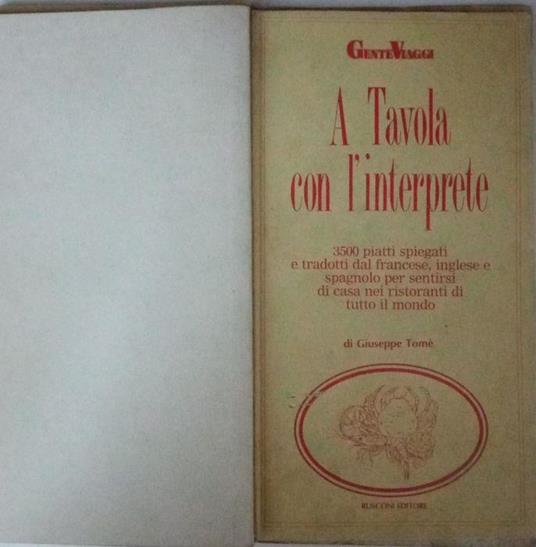 GENTEVIAGGI
A Tavola
con l'interprete
3500 piatti spiegati
e tradotti dal francese, inglese e
spagnolo per sentirsi
di casa nei ristoranti di
tutto il mondo
di Giuseppe Tomè
RUSCONI EDITORE